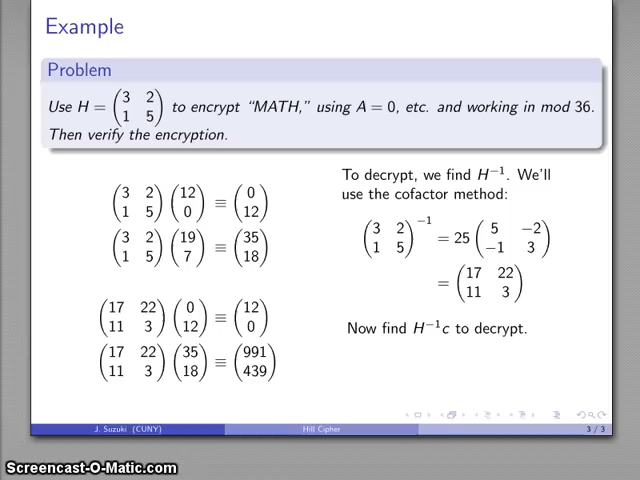 Example
Problem
Use H = (3 2 / 1 5) to encrypt “MATH,” using A = 0, etc. and working in mod 36.
Then verify the encryption.
(3 2 / 1 5) (12 / 0) ≡ (0 / 12)
(3 2 / 1 5) (19 / 7) ≡ (35 / 18)
(17 22 / 11 3) (0 / 12) ≡ (12 / 0)
(17 22 / 11 3) (35 / 18) ≡ (991 / 439)
To decrypt, we find H⁻¹. We’ll
use the cofactor method:
(3 2 / 1 5)⁻¹ = 25 (5 −2 / −1 3)
= (17 22 / 11 3)
Now find H⁻¹c to decrypt.
J. Suzuki (CUNY)
Hill Cipher
3 / 3
Screencast-O-Matic.com